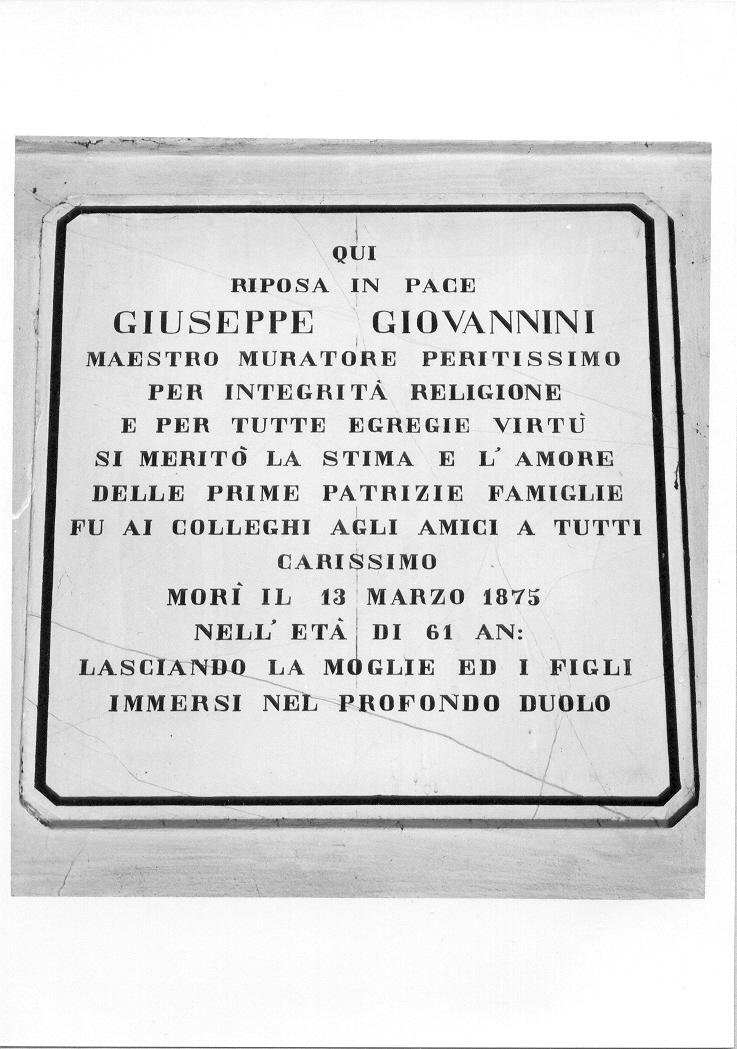 QUI
RIPOSA IN PACE
GIUSEPPE GIOVANNINI
MAESTRO MURATORE PERITISSIMO
PER INTEGRITÀ RELIGIONE
E PER TUTTE EGREGIE VIRTÙ
SI MERITÒ LA STIMA E L' AMORE
DELLE PRIME PATRIZIE FAMIGLIE
FU AI COLLEGHI AGLI AMICI A TUTTI
CARISSIMO
MORÌ IL 13 MARZO 1875
NELL' ETÀ DI 61 AN:
LASCIANDO LA MOGLIE ED I FIGLI
IMMERSI NEL PROFONDO DUOLO